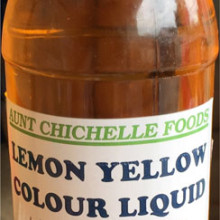 AUNT CHICHELLE FOODS
LEMON YELLOW
COLOUR LIQUID